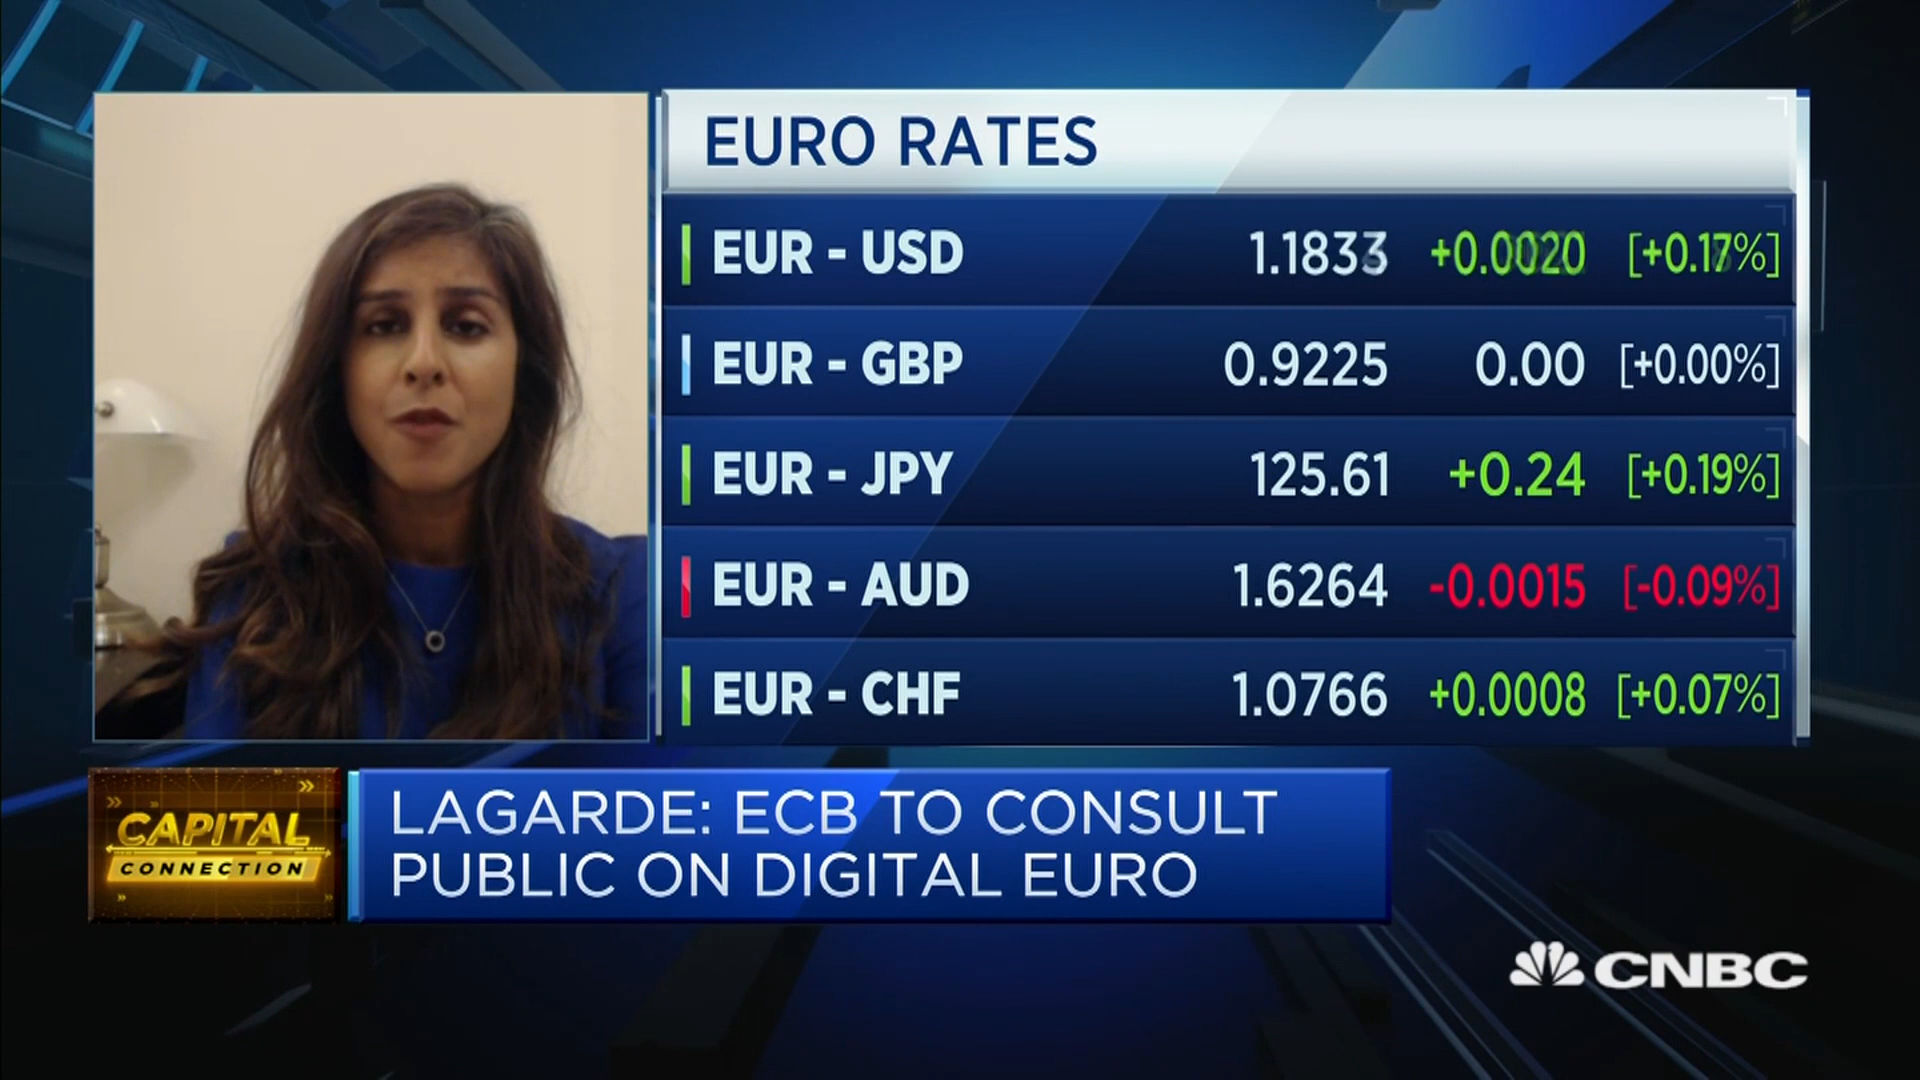 EURO RATES
EUR - USD 1.1833 +0.0020 [+0.17%]
EUR - GBP 0.9225 0.00 [+0.00%]
EUR - JPY 125.61 +0.24 [+0.19%]
EUR - AUD 1.6264 -0.0015 [-0.09%]
EUR - CHF 1.0766 +0.0008 [+0.07%]
CAPITAL
CONNECTION
LAGARDE: ECB TO CONSULT
PUBLIC ON DIGITAL EURO
CNBC